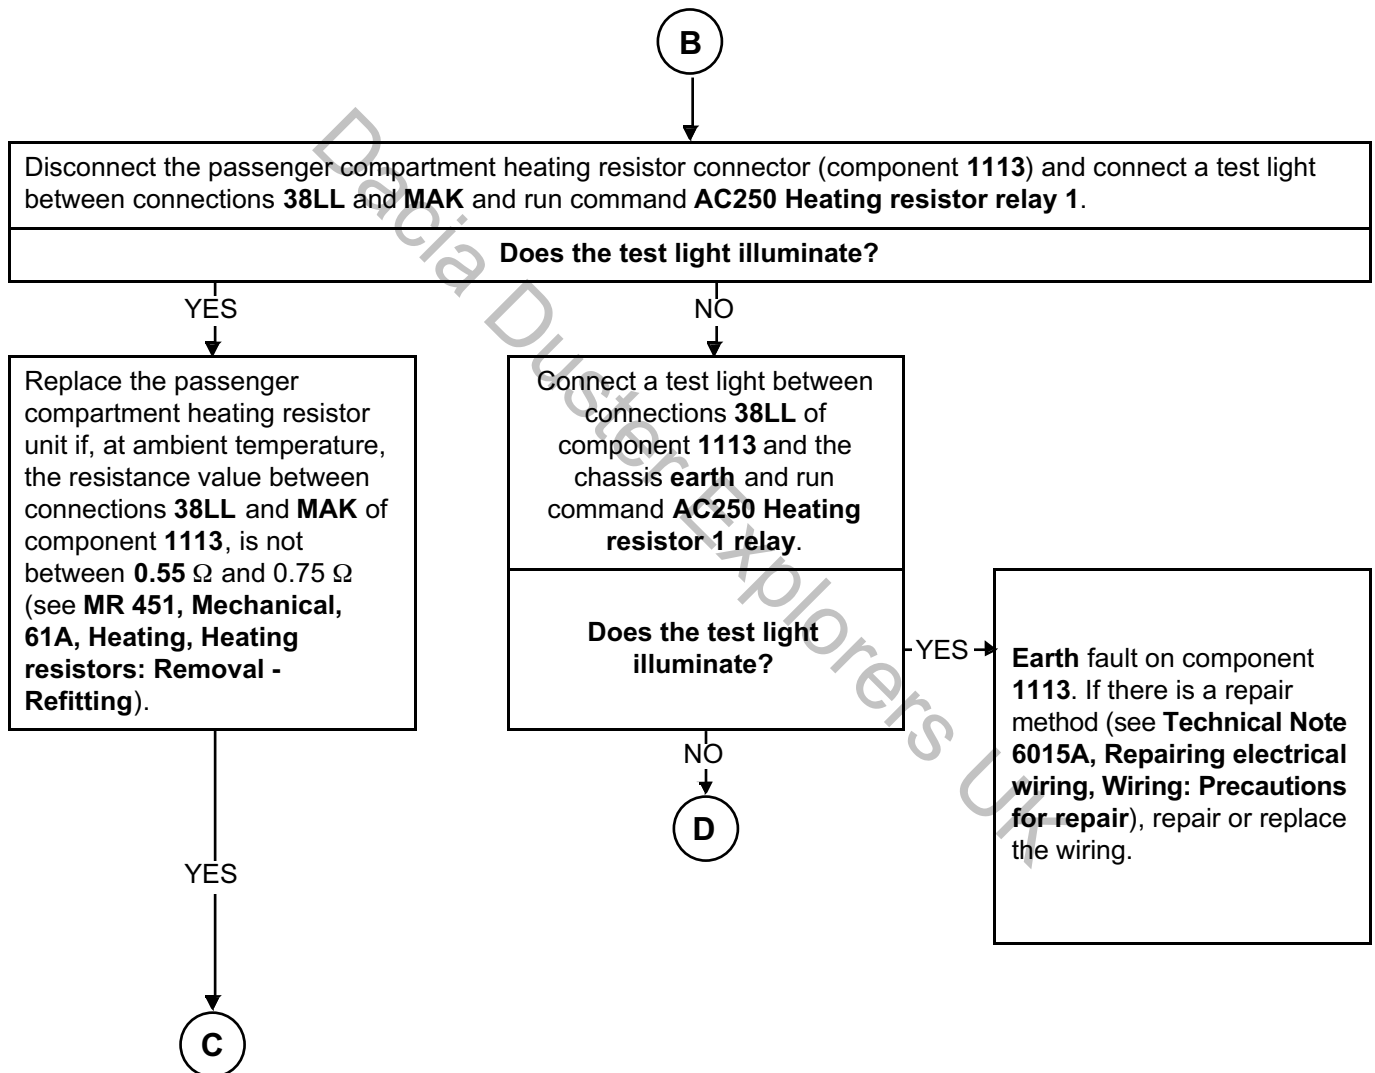 B
Disconnect the passenger compartment heating resistor connector (component 1113) and connect a test light
between connections 38LL and MAK and run command AC250 Heating resistor relay 1.
Does the test light illuminate?
YES
NO
Replace the passenger
compartment heating resistor
unit if, at ambient temperature,
the resistance value between
connections 38LL and MAK of
component 1113, is not
between 0.55 Ω and 0.75 Ω
(see MR 451, Mechanical,
61A, Heating, Heating
resistors: Removal -
Refitting).
Connect a test light between
connections 38LL of
component 1113 and the
chassis earth and run
command AC250 Heating
resistor 1 relay.
Does the test light
illuminate?
YES
Earth fault on component
1113. If there is a repair
method (see Technical Note
6015A, Repairing electrical
wiring, Wiring: Precautions
for repair), repair or replace
the wiring.
NO
D
YES
C
Dacia Duster Explorers UK